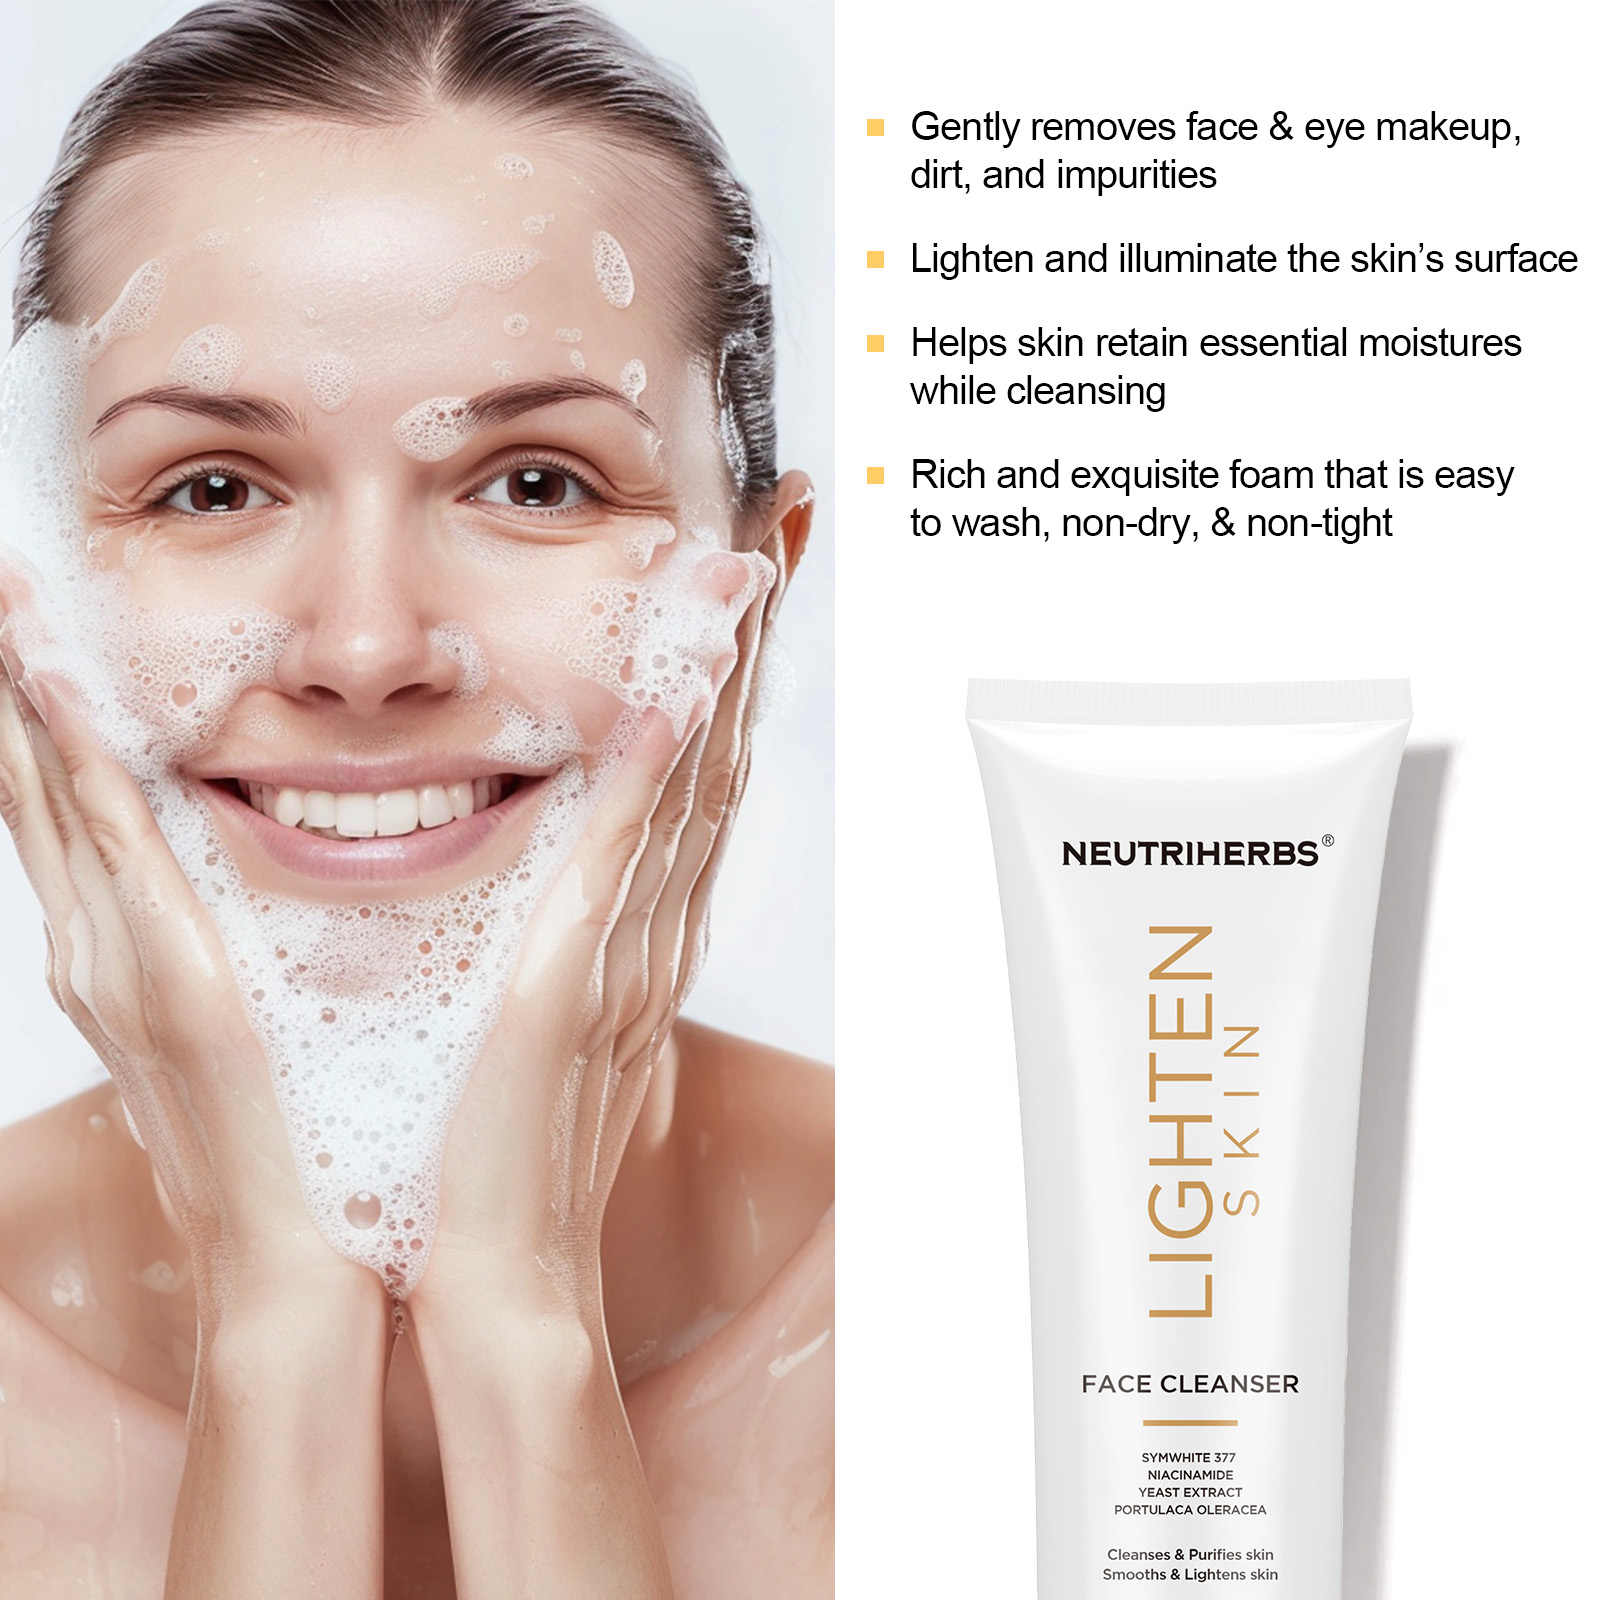 Gently removes face & eye makeup,
dirt, and impurities
Lighten and illuminate the skin’s surface
Helps skin retain essential moistures
while cleansing
Rich and exquisite foam that is easy
to wash, non-dry, & non-tight
NEUTRIHERBS®
LIGHTEN
SKIN
FACE CLEANSER
SYMWHITE 377
NIACINAMIDE
YEAST EXTRACT
PORTULACA OLERACEA
Cleanses & Purifies skin
Smooths & Lightens skin